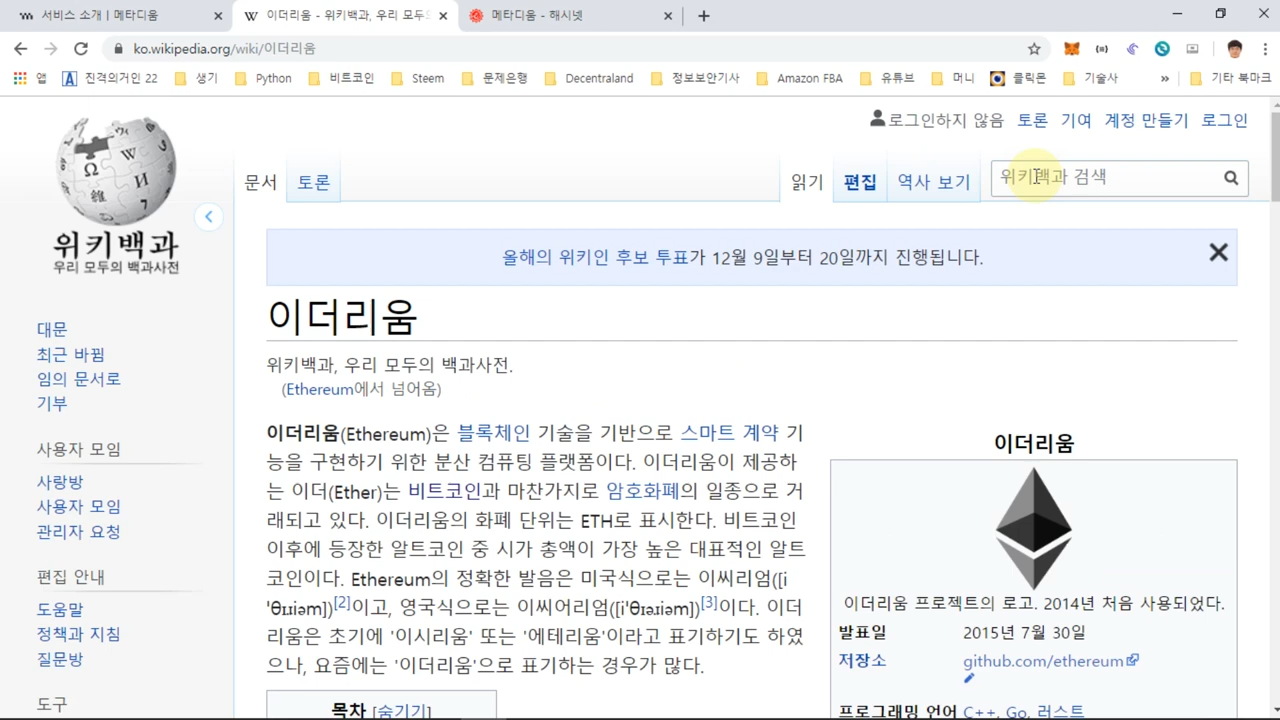 서비스 소개 | 메타디움
이더리움 - 위키백과, 우리 모두의
메타디움 - 해시넷
ko.wikipedia.org/wiki/이더리움
앱
진격의거인 22
생기
Python
비트코인
Steem
문제은행
Decentraland
정보보안기사
Amazon FBA
유튜브
머니
클릭몬
기술사
»
기타 북마크
로그인하지 않음 토론 기여 계정 만들기 로그인
문서 토론 읽기 편집 역사 보기 위키백과 검색
위키백과
우리 모두의 백과사전
올해의 위키인 후보 투표가 12월 9일부터 20일까지 진행됩니다.
대문
최근 바뀜
임의 문서로
기부
사용자 모임
사랑방
사용자 모임
관리자 요청
편집 안내
도움말
정책과 지침
질문방
도구
이더리움
위키백과, 우리 모두의 백과사전.
(Ethereum에서 넘어옴)
이더리움(Ethereum)은 블록체인 기술을 기반으로 스마트 계약 기
능을 구현하기 위한 분산 컴퓨팅 플랫폼이다. 이더리움이 제공하
는 이더(Ether)는 비트코인과 마찬가지로 암호화폐의 일종으로 거
래되고 있다. 이더리움의 화폐 단위는 ETH로 표시한다. 비트코인
이후에 등장한 알트코인 중 시가 총액이 가장 높은 대표적인 알트
코인이다. Ethereum의 정확한 발음은 미국식으로는 이씨리엄([i
'θɪɹiəm])[2]이고, 영국식으로는 이씨어리엄([i'θɪəɹiəm])[3]이다. 이더
리움은 초기에 '이시리움' 또는 '에테리움'이라고 표기하기도 하였
으나, 요즘에는 '이더리움'으로 표기하는 경우가 많다.
목차 [숨기기]
이더리움
이더리움 프로젝트의 로고. 2014년 처음 사용되었다.
발표일 2015년 7월 30일
저장소 github.com/ethereum
프로그래밍 언어 C++, Go, 러스트